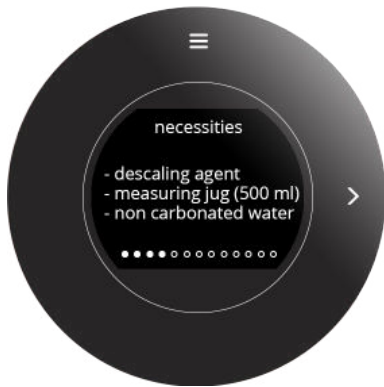 necessities
- descaling agent
- measuring jug (500 ml)
- non carbonated water